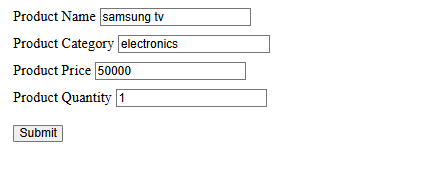 Product Name samsung tv
Product Category electronics
Product Price 50000
Product Quantity 1
Submit